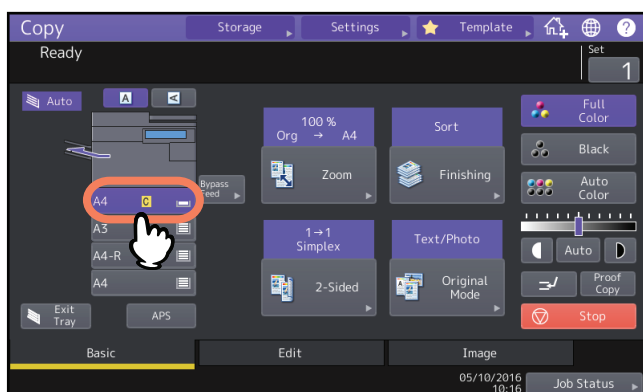 Copy
Storage
Settings
Template
?
Ready
Set
1
Auto
A
A
100 %
Org → A4
Sort
Full
Color
Zoom
Finishing
Black
Bypass
Feed
Auto
Color
A4 C
A3
A4-R
A4
1→1
Simplex
Text/Photo
Auto
2-Sided
Original
Mode
Proof
Copy
Exit
Tray
APS
Stop
Basic
Edit
Image
05/10/2016
10:16
Job Status